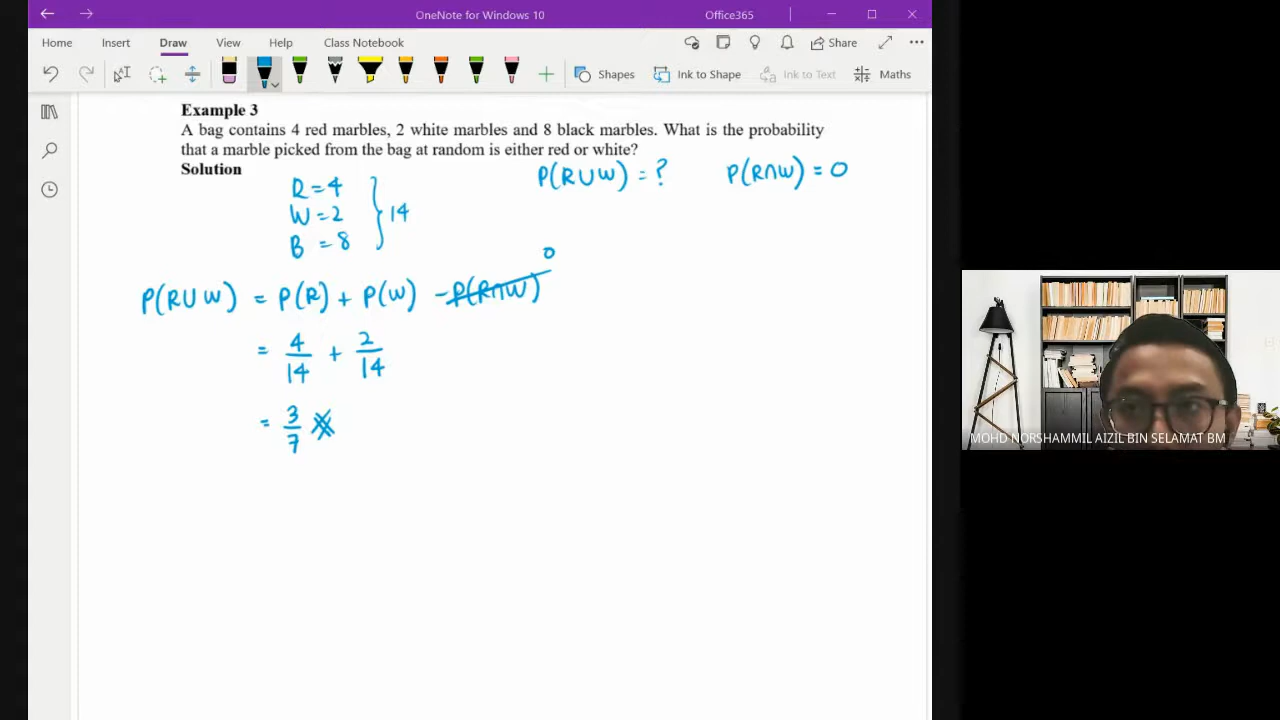 OneNote for Windows 10
Office365
Home Insert Draw View Help Class Notebook Share
Shapes Ink to Shape Ink to Text Maths
Example 3
A bag contains 4 red marbles, 2 white marbles and 8 black marbles. What is the probability
that a marble picked from the bag at random is either red or white?
Solution
P(R∪W) = ? P(R∩W) = 0
R = 4
W = 2
B = 8
14
0
P(R∪W) = P(R) + P(W) - P(R∩W)
= 4/14 + 2/14
= 3/7
MOHD NORSHAMMIL AIZIL BIN SELAMAT BM